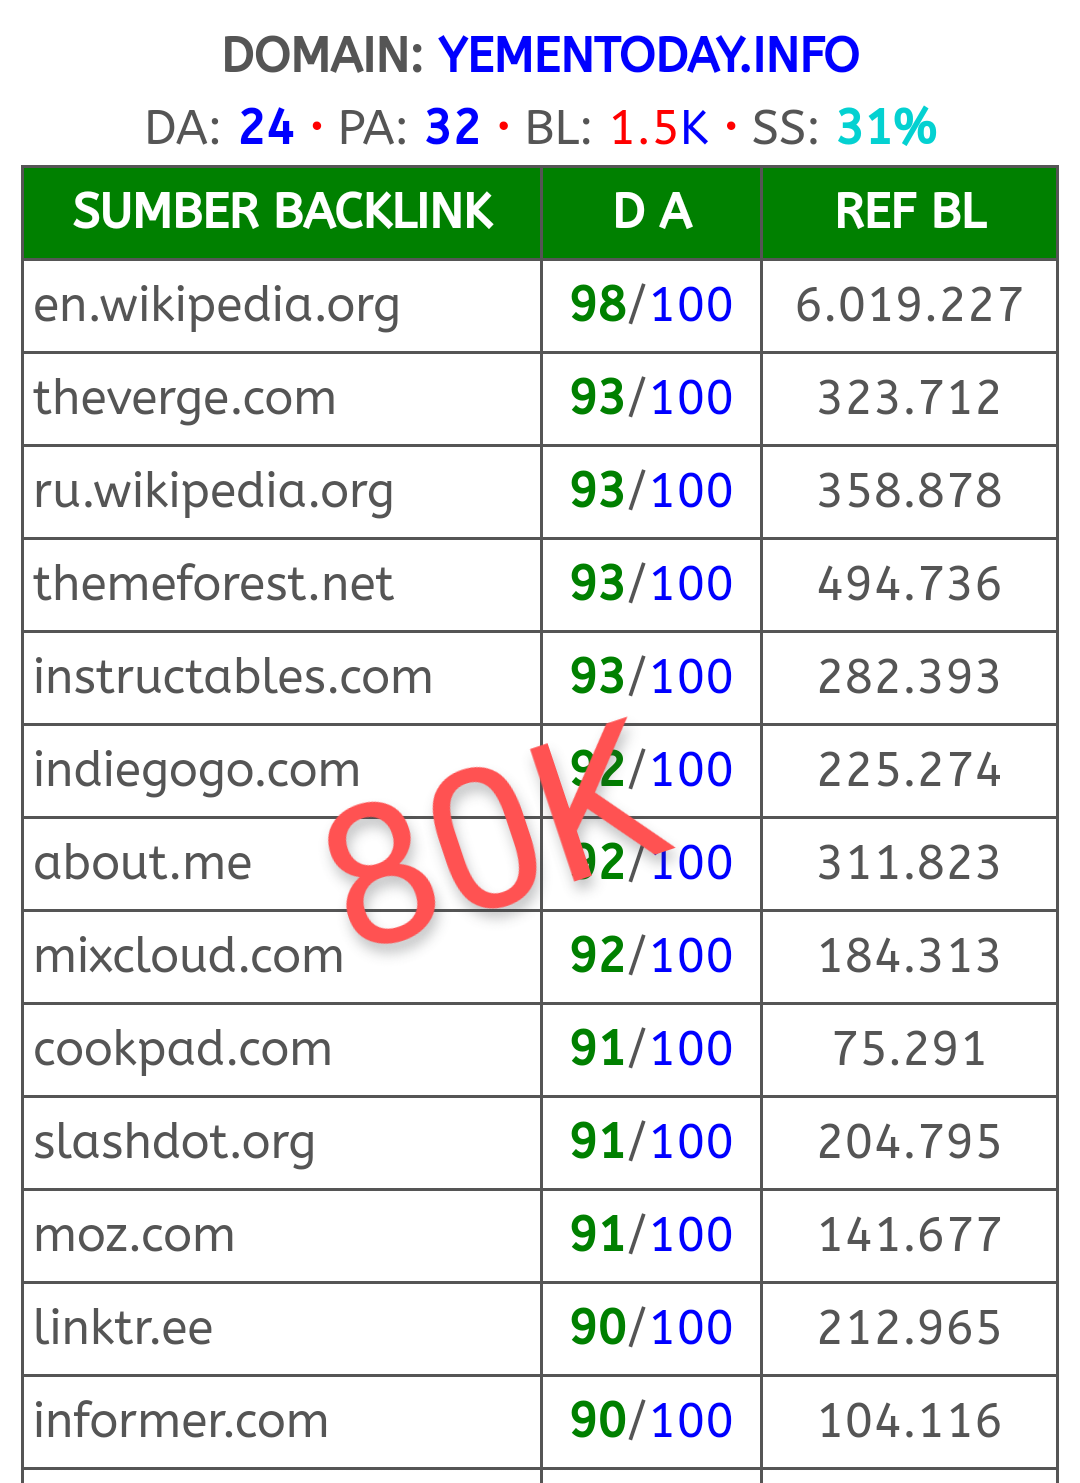 DOMAIN: YEMENTODAY.INFO
DA: 24 • PA: 32 • BL: 1.5K • SS: 31%
SUMBER BACKLINK D A REF BL
en.wikipedia.org 98/100 6.019.227
theverge.com 93/100 323.712
ru.wikipedia.org 93/100 358.878
themeforest.net 93/100 494.736
instructables.com 93/100 282.393
indiegogo.com 92/100 225.274
80K
about.me 92/100 311.823
mixcloud.com 92/100 184.313
cookpad.com 91/100 75.291
slashdot.org 91/100 204.795
moz.com 91/100 141.677
linktr.ee 90/100 212.965
informer.com 90/100 104.116